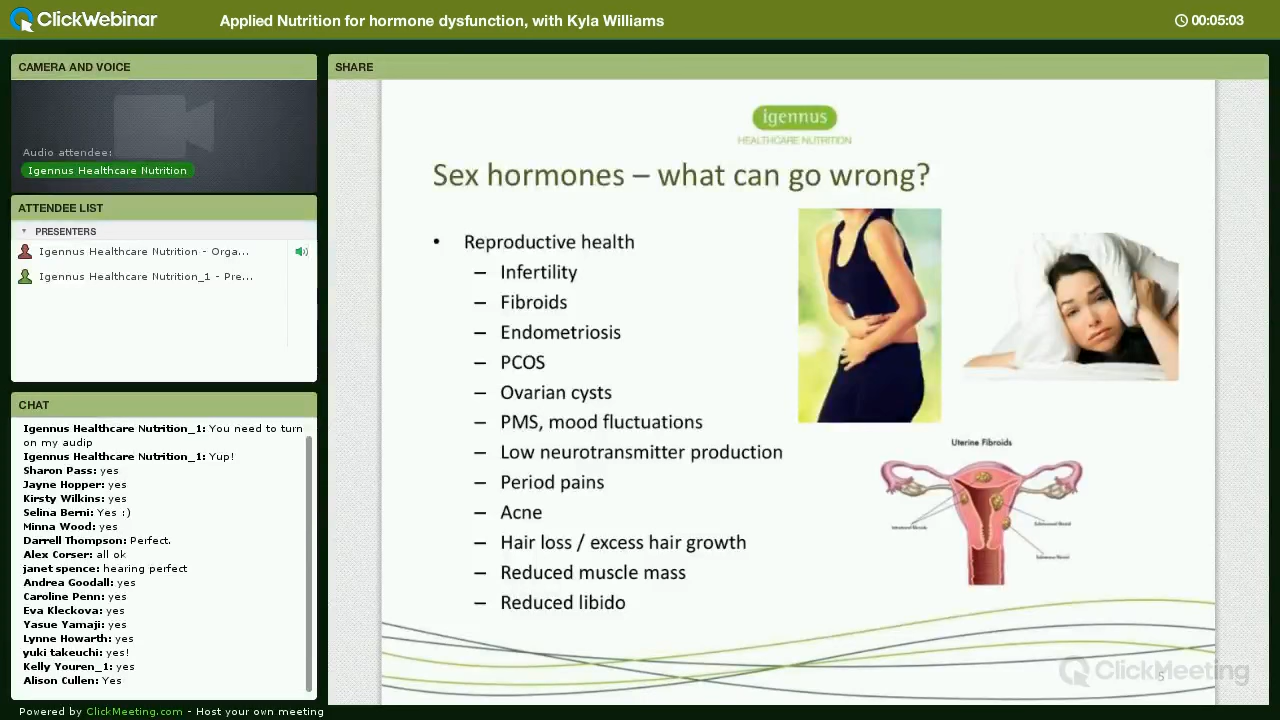 ClickWebinar
Applied Nutrition for hormone dysfunction, with Kyla Williams
00:05:03
CAMERA AND VOICE
Audio attendee:
Igennus Healthcare Nutrition
ATTENDEE LIST
PRESENTERS
Igennus Healthcare Nutrition - Orga...
Igennus Healthcare Nutrition_1 - Pre...
CHAT
Igennus Healthcare Nutrition_1: You need to turn
on my audip
Igennus Healthcare Nutrition_1: Yup!
Sharon Pass: yes
Jayne Hopper: yes
Kirsty Wilkins: yes
Selina Berni: Yes :)
Minna Wood: yes
Darrell Thompson: Perfect.
Alex Corser: all ok
janet spence: hearing perfect
Andrea Goodall: yes
Caroline Penn: yes
Eva Kleckova: yes
Yasue Yamaji: yes
Lynne Howarth: yes
yuki takeuchi: yes!
Kelly Youren_1: yes
Alison Cullen: Yes
Powered by ClickMeeting.com - Host your own meeting
SHARE
igennus
HEALTHCARE NUTRITION
Sex hormones – what can go wrong?
• Reproductive health
– Infertility
– Fibroids
– Endometriosis
– PCOS
– Ovarian cysts
– PMS, mood fluctuations
– Low neurotransmitter production
– Period pains
– Acne
– Hair loss / excess hair growth
– Reduced muscle mass
– Reduced libido
Uterine Fibroids
ClickMeeting
5